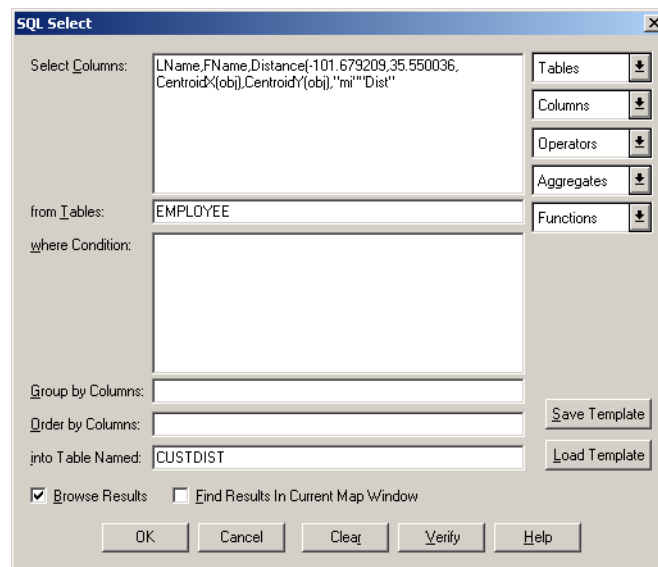 SQL Select
Select Columns:
LName,FName,Distance(-101.679209,35.550036,
CentroidX(obj),CentroidY(obj),"mi""Dist"
Tables
Columns
Operators
Aggregates
Functions
from Tables:
EMPLOYEE
where Condition:
Group by Columns:
Order by Columns:
into Table Named:
CUSTDIST
Save Template
Load Template
Browse Results
Find Results In Current Map Window
OK
Cancel
Clear
Verify
Help